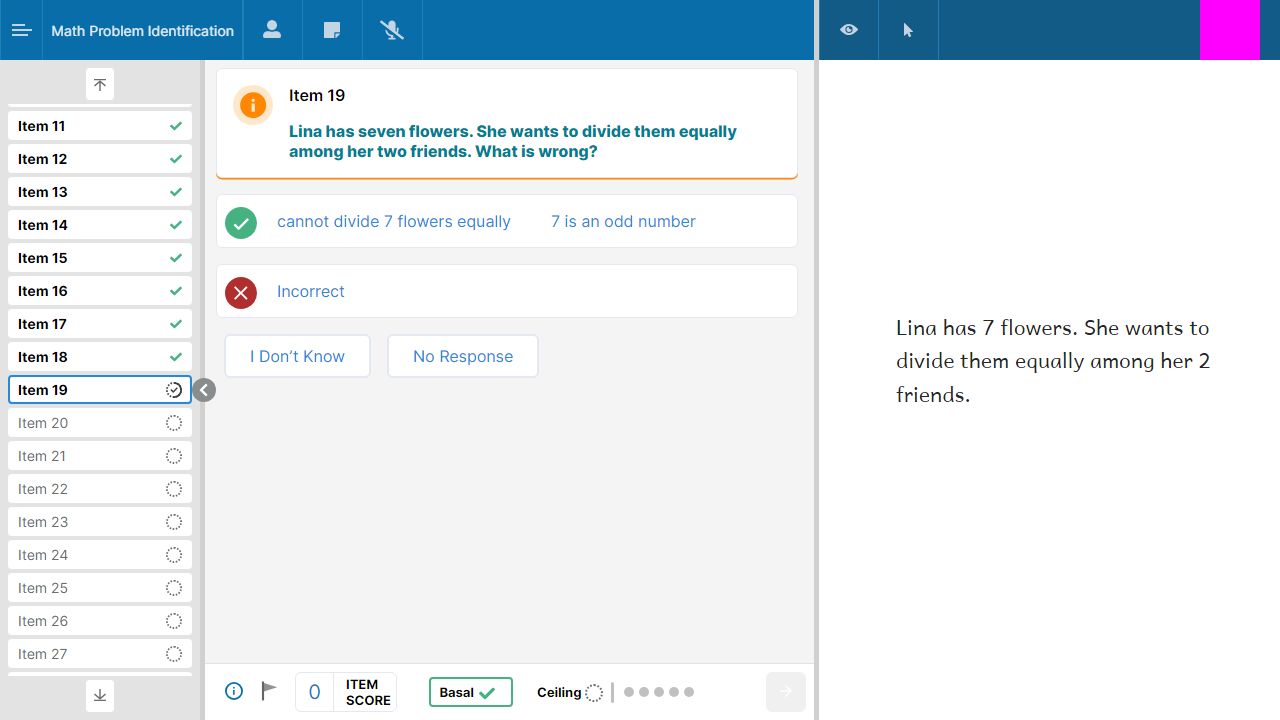 Math Problem Identification
Item 11
Item 12
Item 13
Item 14
Item 15
Item 16
Item 17
Item 18
Item 19
Item 20
Item 21
Item 22
Item 23
Item 24
Item 25
Item 26
Item 27
Item 19
Lina has seven flowers. She wants to divide them equally
among her two friends. What is wrong?
cannot divide 7 flowers equally 7 is an odd number
Incorrect
I Don’t Know No Response
0 ITEM
SCORE
Basal
Ceiling
Lina has 7 flowers. She wants to
divide them equally among her 2
friends.